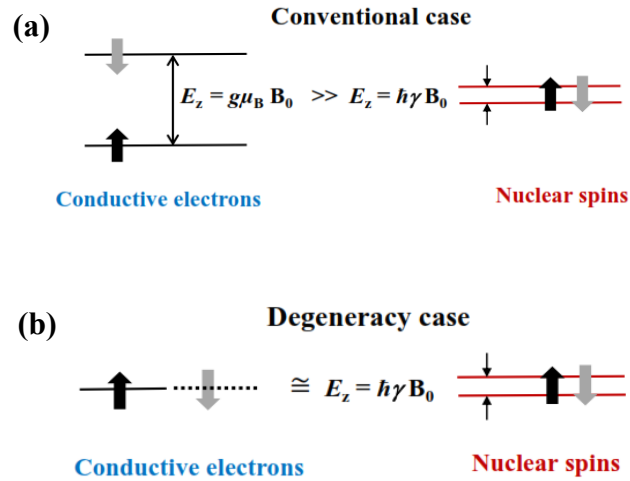 (a)
Conventional case
E_z = gμ_B B_0 >> E_z = ℏγ B_0
Conductive electrons
Nuclear spins
(b)
Degeneracy case
≅ E_z = ℏγ B_0
Conductive electrons
Nuclear spins